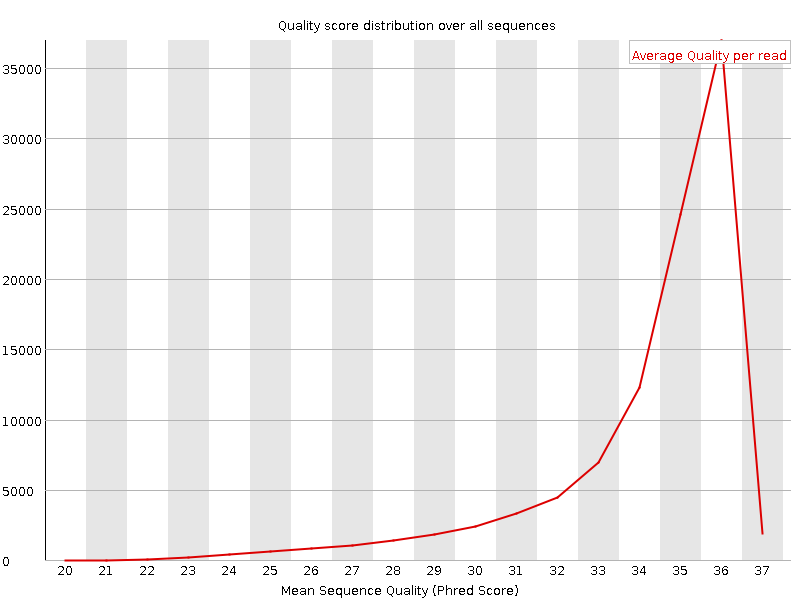 Quality score distribution over all sequences
Average Quality per read
35000
30000
25000
20000
15000
10000
5000
0
20 21 22 23 24 25 26 27 28 29 30 31 32 33 34 35 36 37
Mean Sequence Quality (Phred Score)